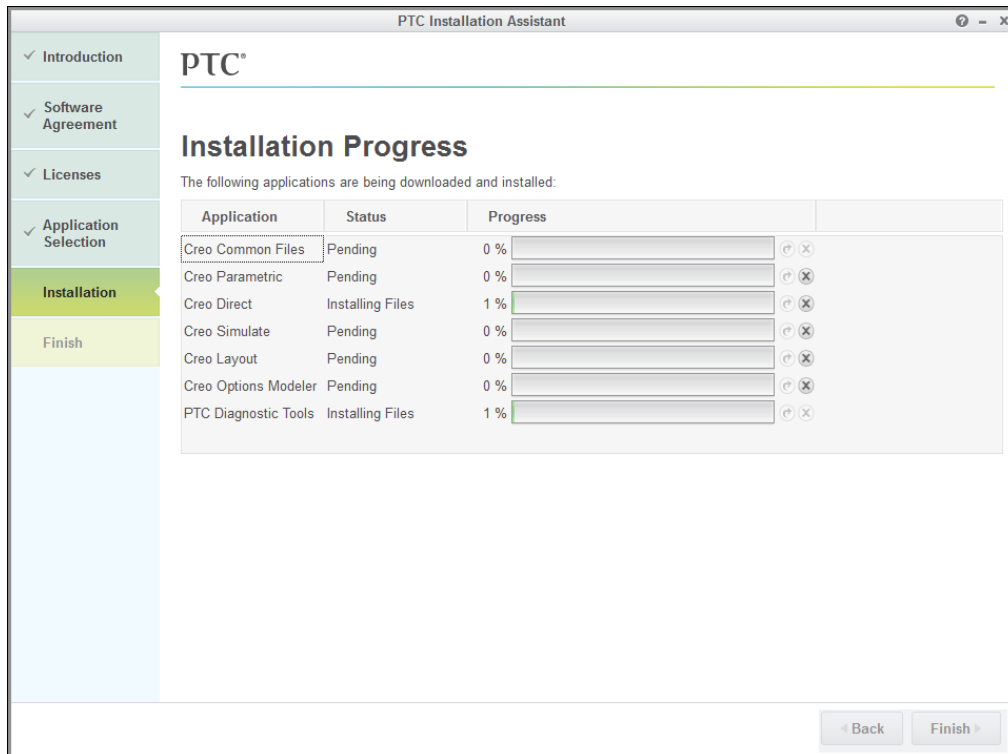 PTC Installation Assistant
Introduction
Software
Agreement
Licenses
Application
Selection
Installation
Finish
PTC®
Installation Progress
The following applications are being downloaded and installed:
Application Status Progress
Creo Common Files Pending 0 %
Creo Parametric Pending 0 %
Creo Direct Installing Files 1 %
Creo Simulate Pending 0 %
Creo Layout Pending 0 %
Creo Options Modeler Pending 0 %
PTC Diagnostic Tools Installing Files 1 %
Back Finish